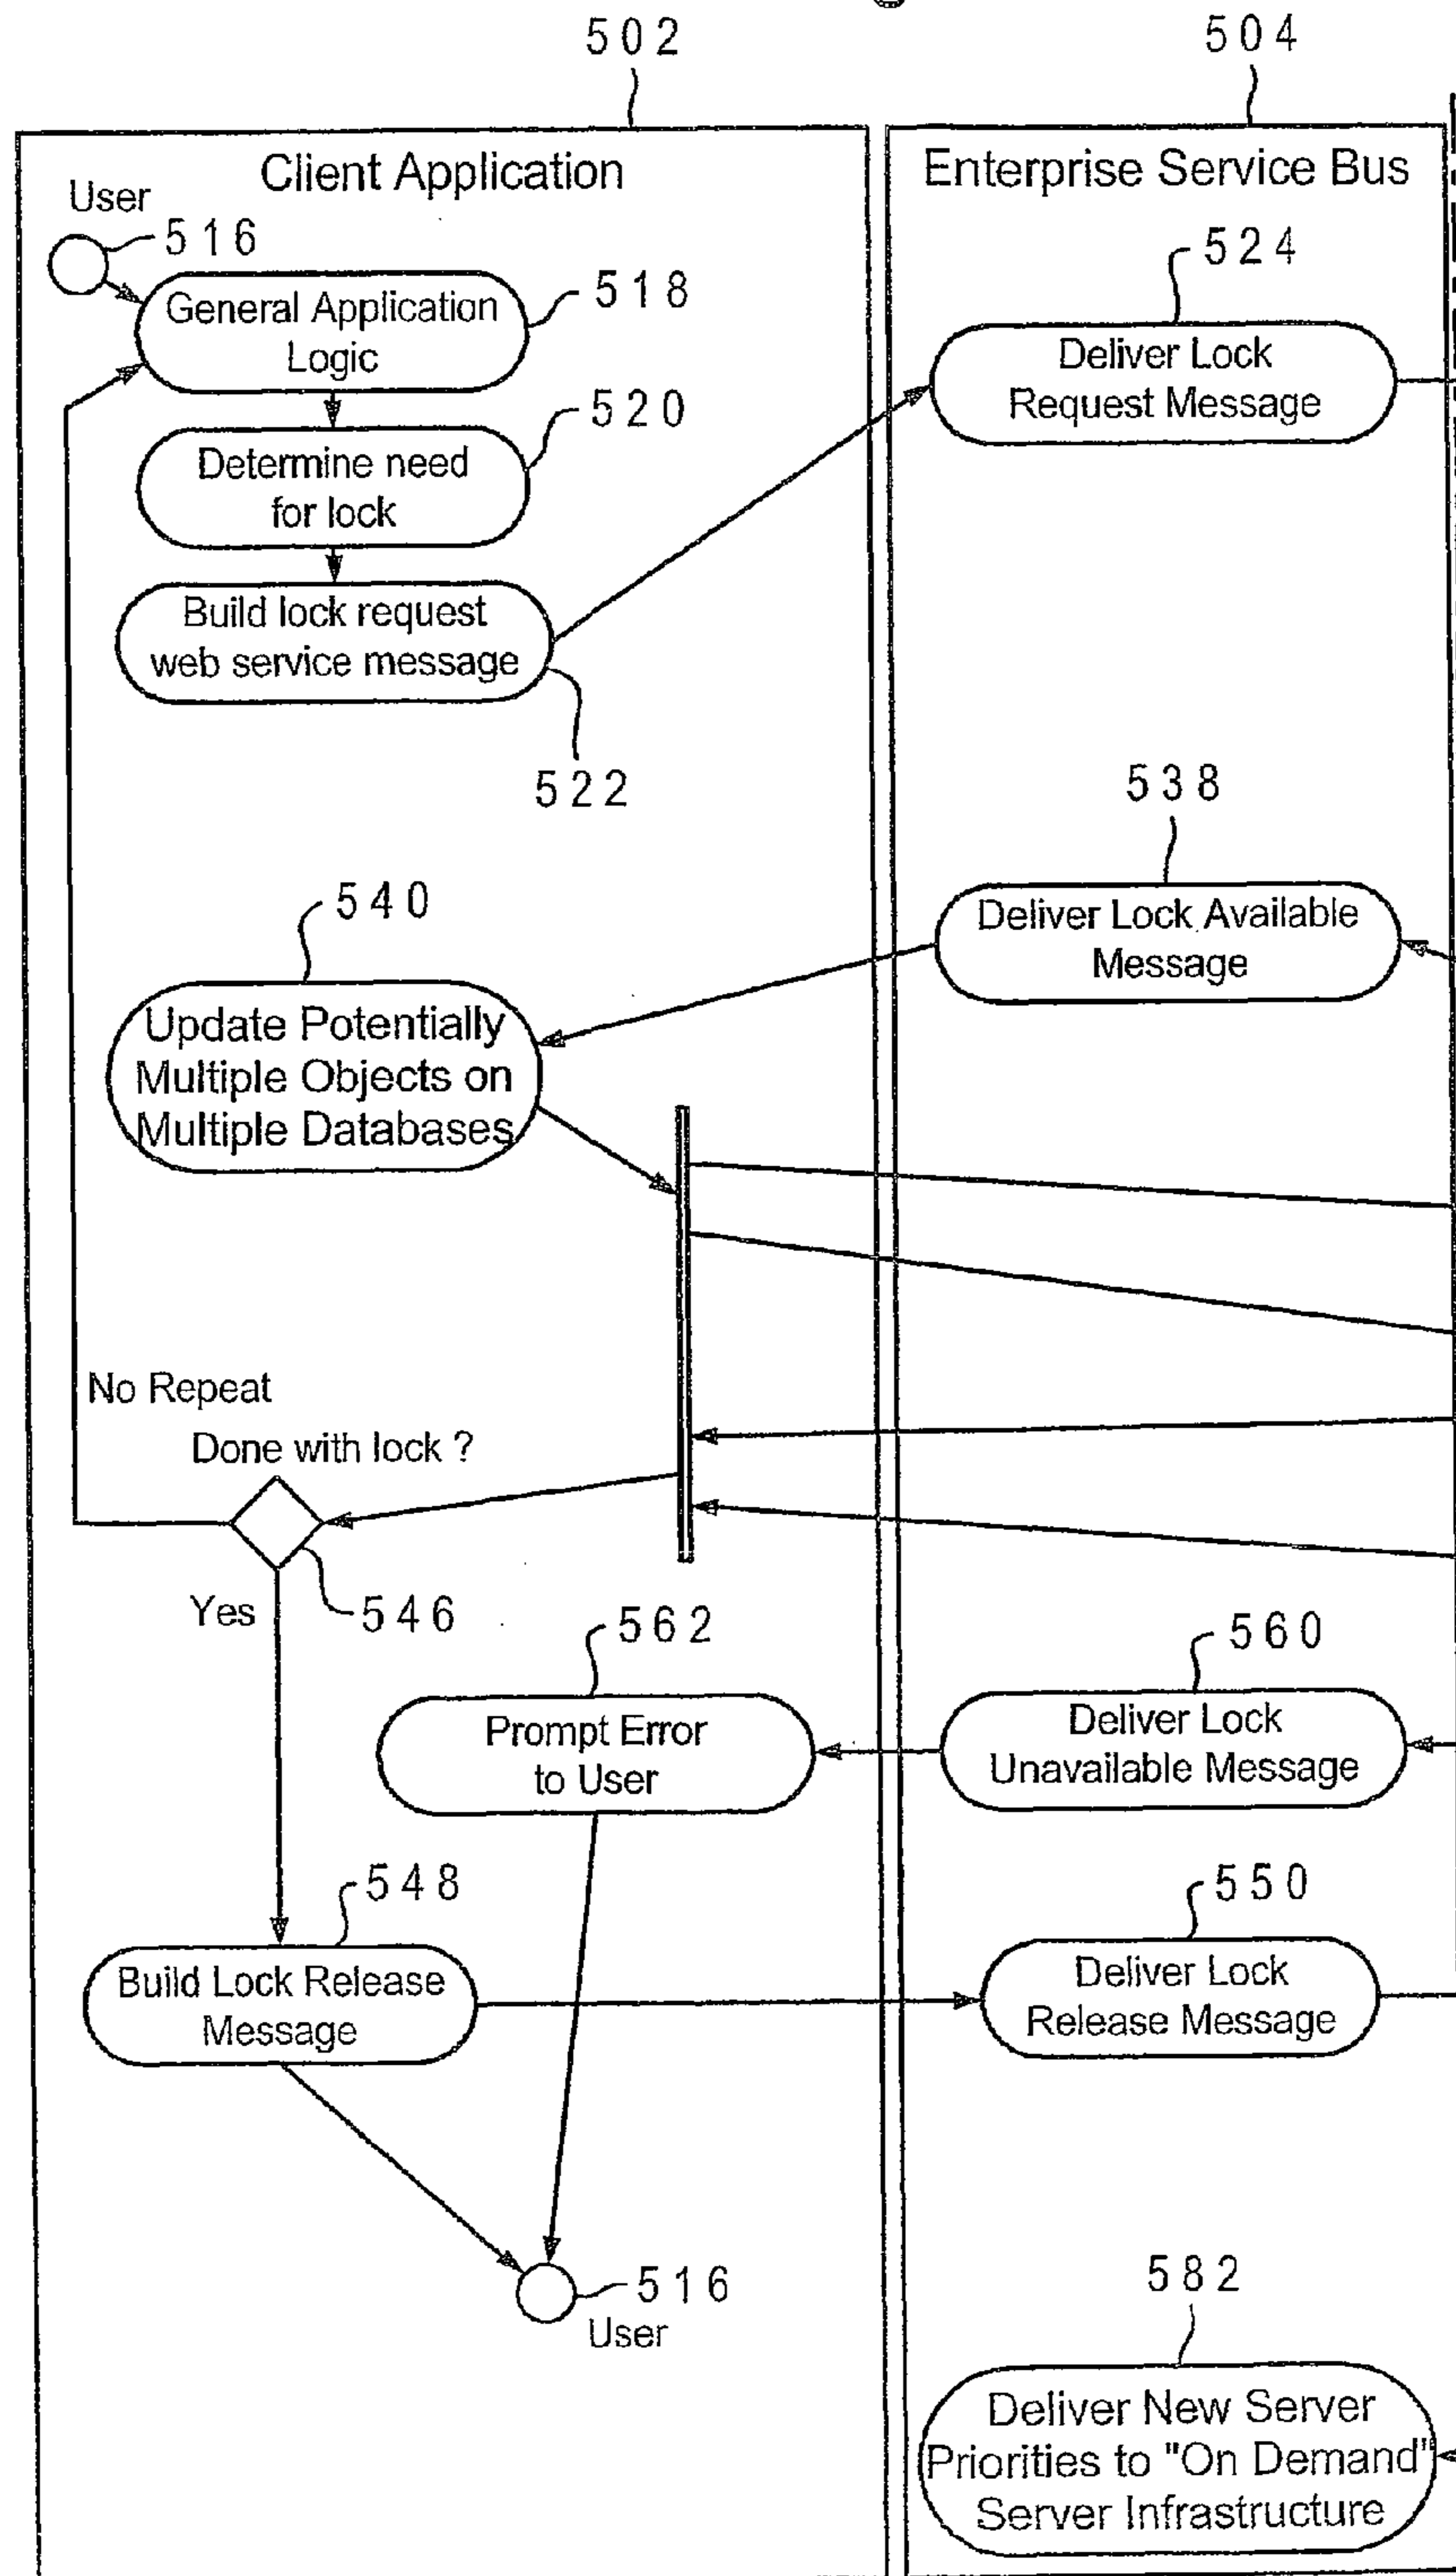 502
504
Client Application
Enterprise Service Bus
User
516
524
General Application
Logic
518
Deliver Lock
Request Message
520
Determine need
for lock
Build lock request
web service message
522
538
540
Deliver Lock Available
Message
Update Potentially
Multiple Objects on
Multiple Databases
No Repeat
Done with lock ?
Yes
546
562
560
Prompt Error
to User
Deliver Lock
Unavailable Message
548
550
Build Lock Release
Message
Deliver Lock
Release Message
516
User
582
Deliver New Server
Priorities to "On Demand"
Server Infrastructure